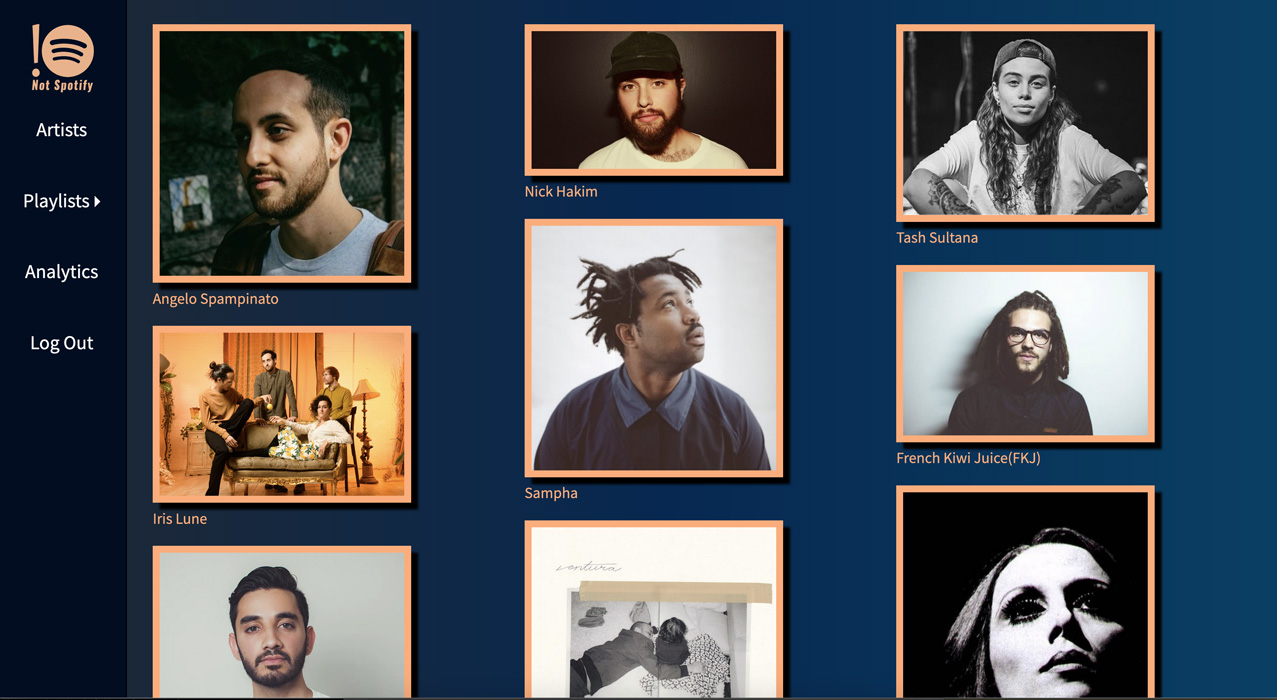 Not Spotify
Artists
Playlists
Analytics
Log Out
Angelo Spampinato
Iris Lune
Nick Hakim
Sampha
ventura
Tash Sultana
French Kiwi Juice(FKJ)